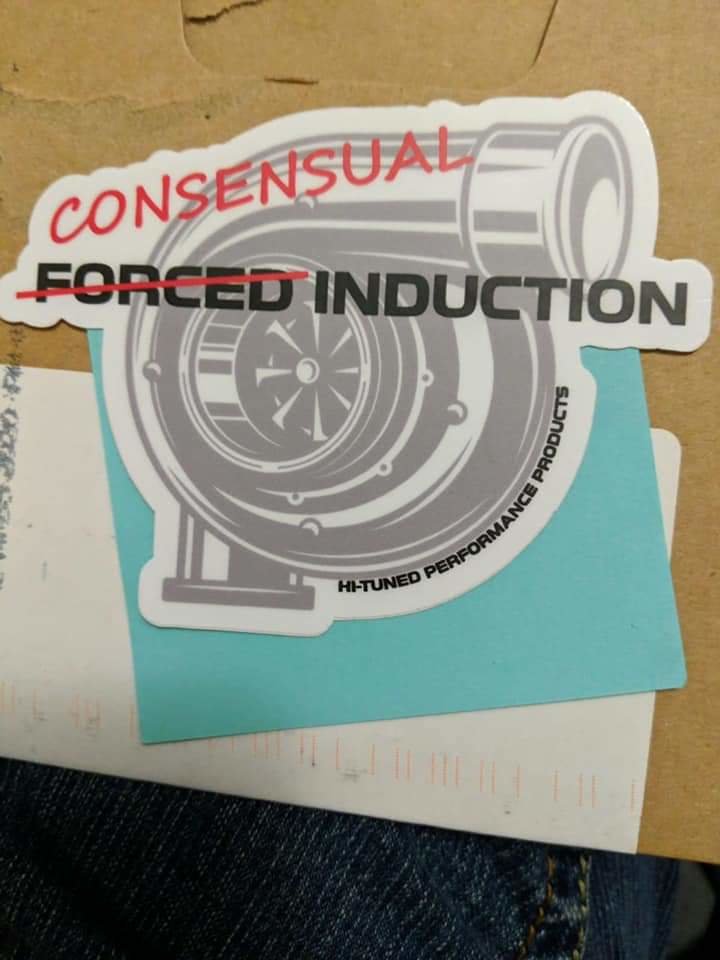 CONSENSUAL
FORCED INDUCTION
HI-TUNED PERFORMANCE PRODUCTS